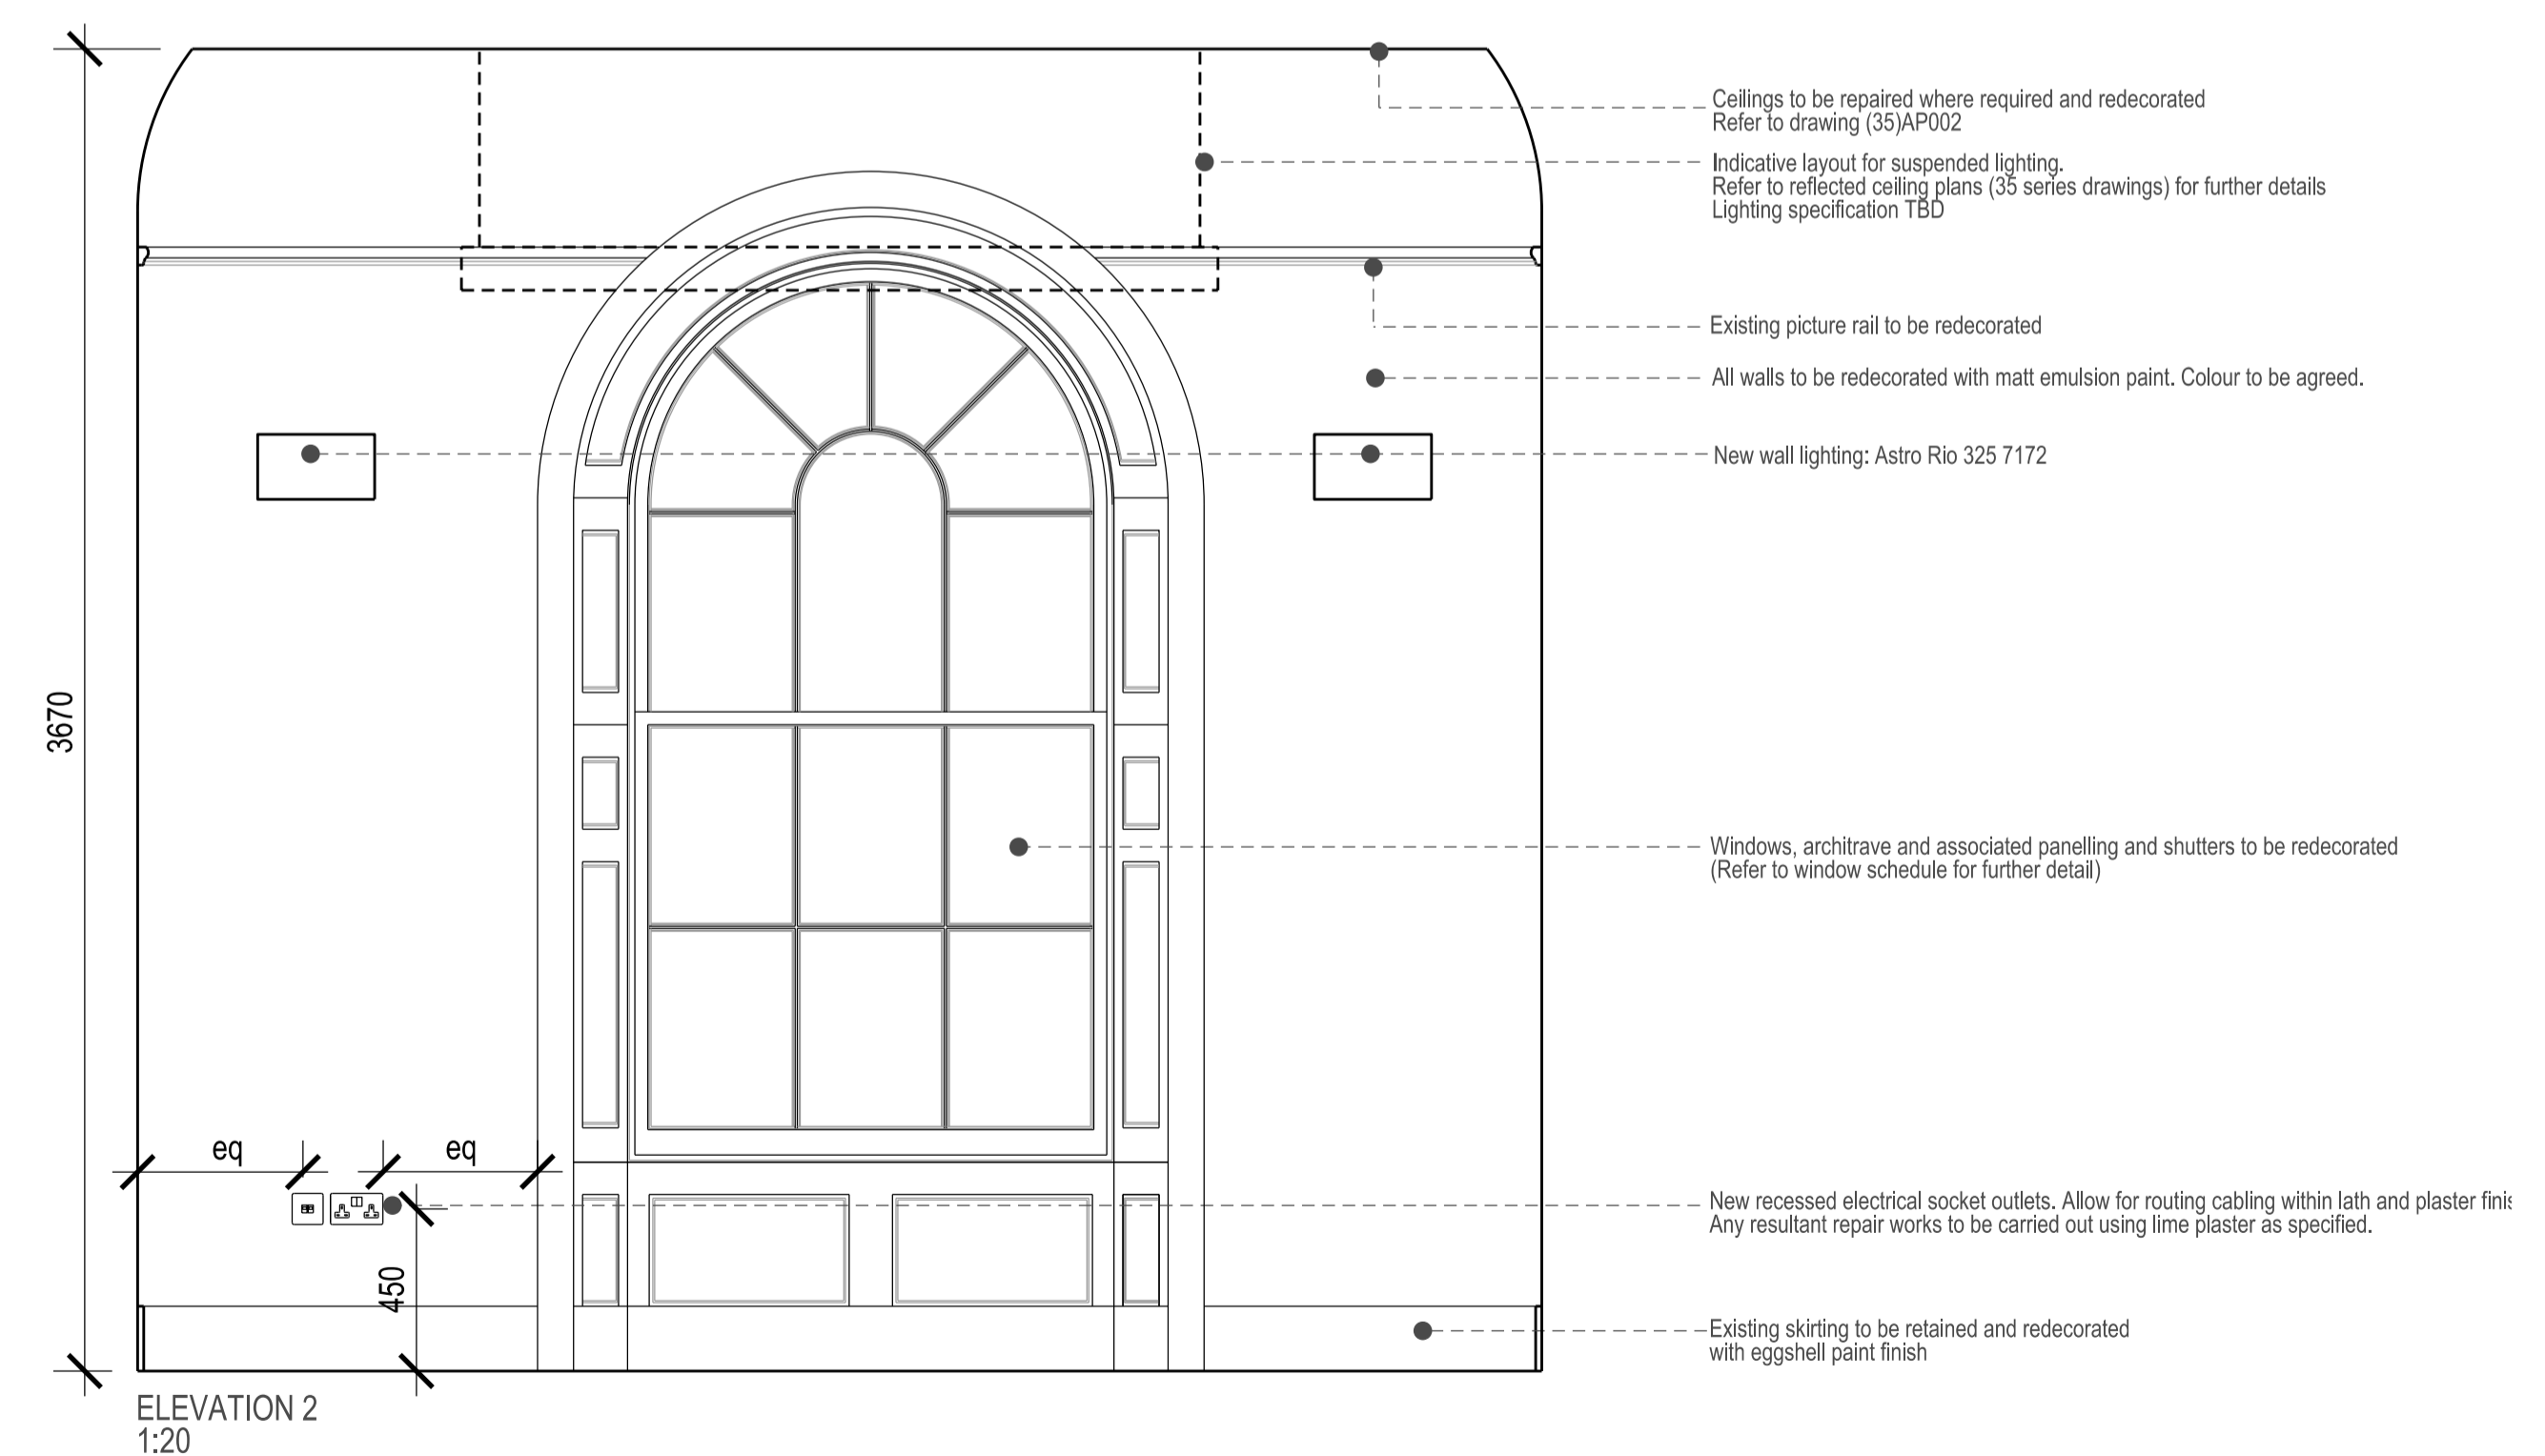 Ceilings to be repaired where required and redecorated
Refer to drawing (35)AP002
Indicative layout for suspended lighting.
Refer to reflected ceiling plans (35 series drawings) for further details
Lighting specification TBD
Existing picture rail to be redecorated
All walls to be redecorated with matt emulsion paint. Colour to be agreed.
New wall lighting: Astro Rio 325 7172
3670
Windows, architrave and associated panelling and shutters to be redecorated
(Refer to window schedule for further detail)
eq
eq
New recessed electrical socket outlets. Allow for routing cabling within lath and plaster
Any resultant repair works to be carried out using lime plaster as specified.
450
Existing skirting to be retained and redecorated
with eggshell paint finish
ELEVATION 2
1:20